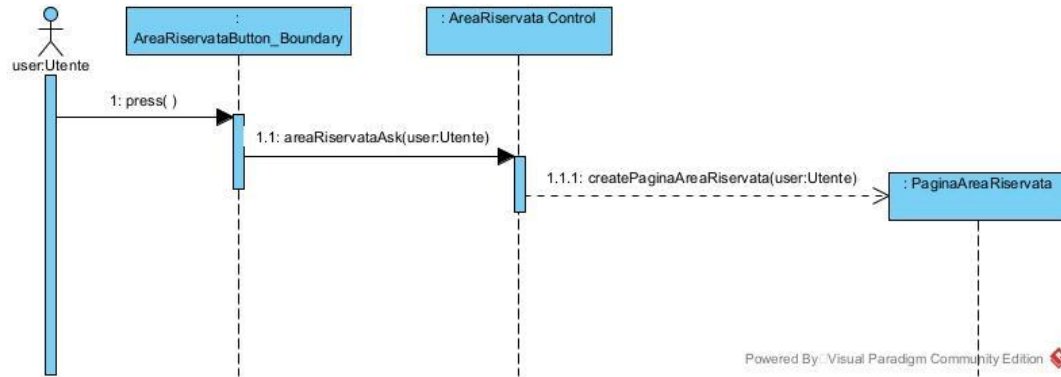 :
AreaRiservataButton_Boundary
: AreaRiservata Control
user:Utente
1: press( )
1.1: areaRiservataAsk(user:Utente)
1.1.1: createPaginaAreaRiservata(user:Utente)
: PaginaAreaRiservata
Powered By Visual Paradigm Community Edition